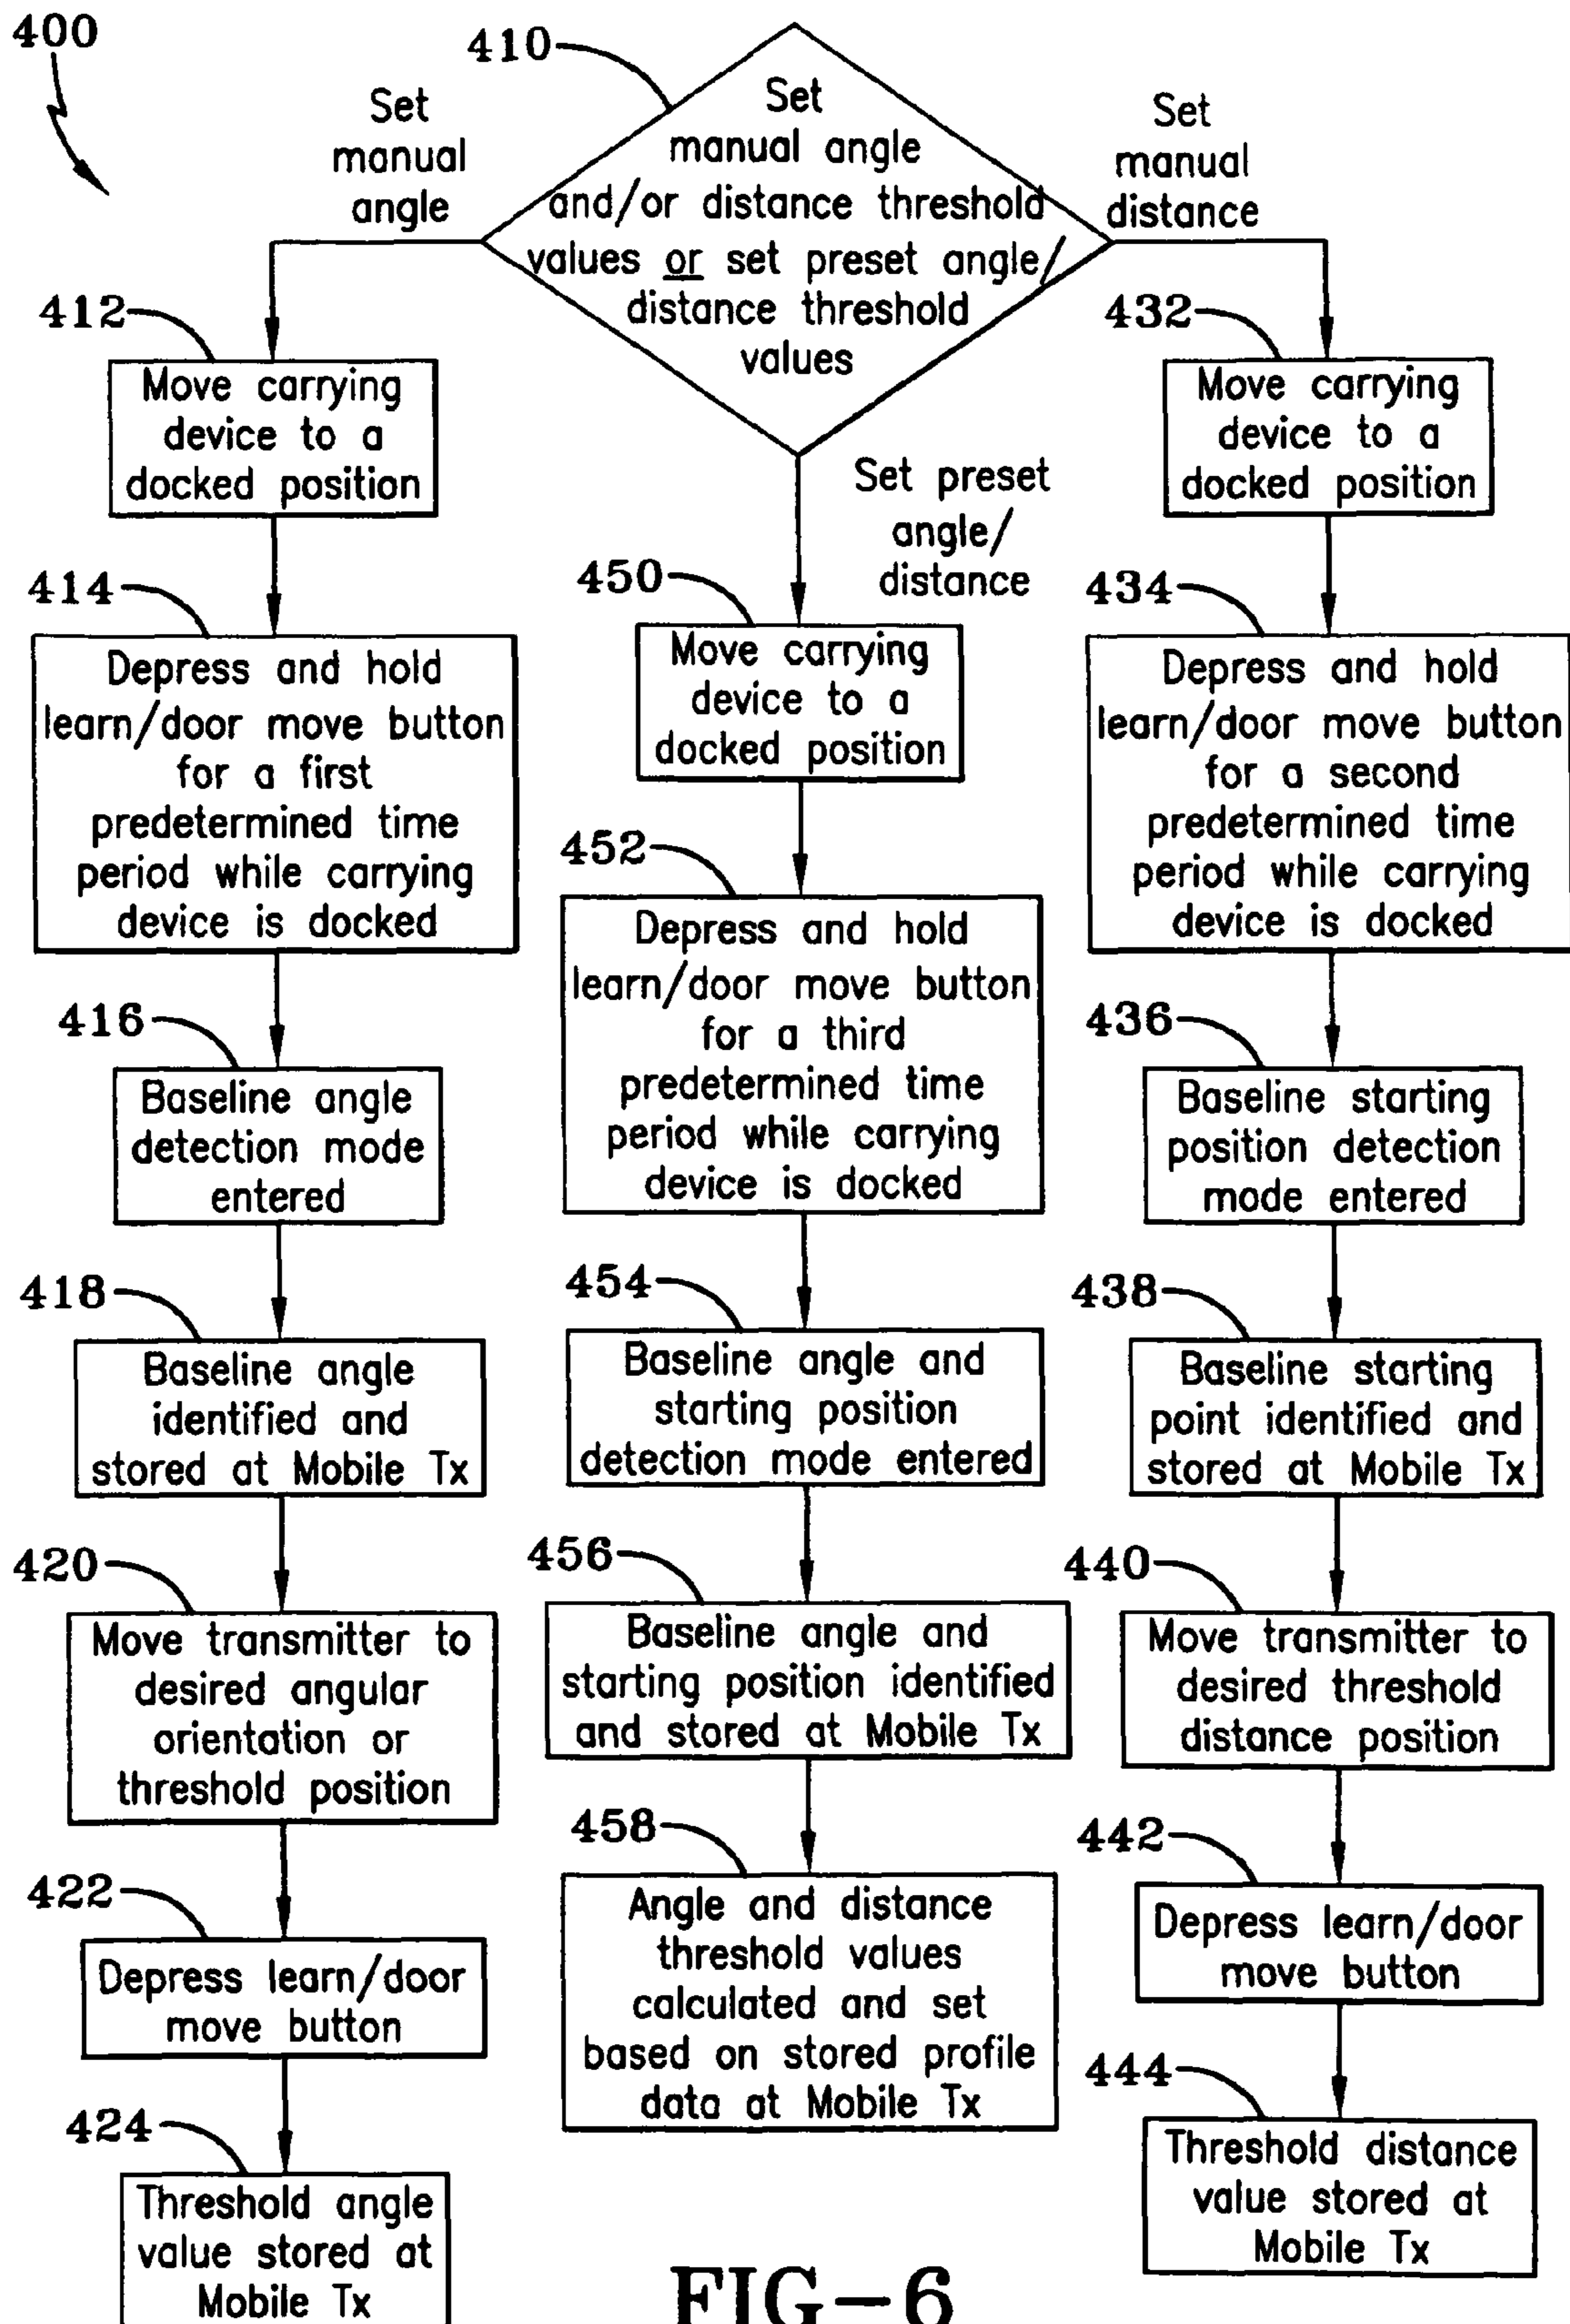 400
410
Set
manual
angle
Set
manual angle
and/or distance threshold
values or set preset angle/
distance threshold
values
Set
manual
distance
412
Move carrying
device to a
docked position
414
Depress and hold
learn/door move button
for a first
predetermined time
period while carrying
device is docked
416
Baseline angle
detection mode
entered
418
Baseline angle
identified and
stored at Mobile Tx
420
Move transmitter to
desired angular
orientation or
threshold position
422
Depress learn/door
move button
424
Threshold angle
value stored at
Mobile Tx
Set preset
angle/
distance
450
Move carrying
device to a
docked position
452
Depress and hold
learn/door move button
for a third
predetermined time
period while carrying
device is docked
454
Baseline angle and
starting position
detection mode entered
456
Baseline angle and
starting position identified
and stored at Mobile Tx
458
Angle and distance
threshold values
calculated and set
based on stored profile
data at Mobile Tx
432
Move carrying
device to a
docked position
434
Depress and hold
learn/door move button
for a second
predetermined time
period while carrying
device is docked
436
Baseline starting
position detection
mode entered
438
Baseline starting
point identified and
stored at Mobile Tx
440
Move transmitter to
desired threshold
distance position
442
Depress learn/door
move button
444
Threshold distance
value stored at
Mobile Tx
FIG-6